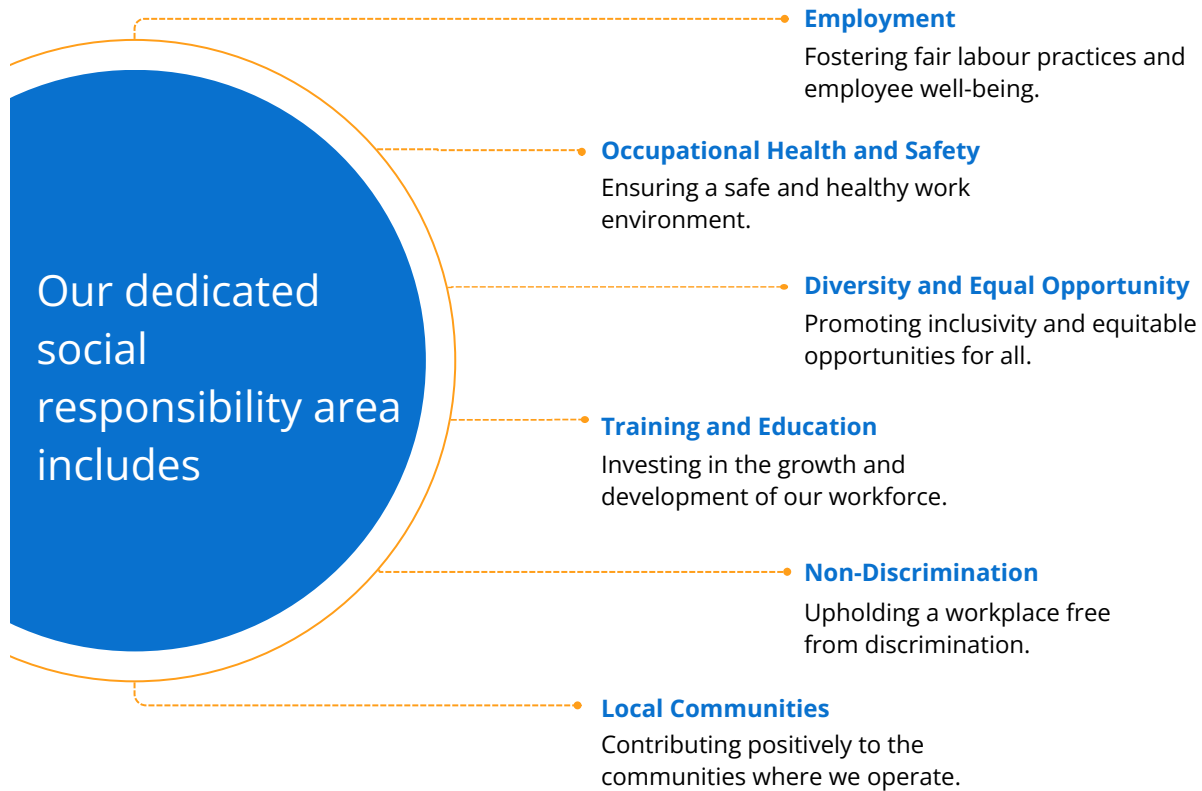 Our dedicated
social
responsibility area
includes
Employment
Fostering fair labour practices and
employee well-being.
Occupational Health and Safety
Ensuring a safe and healthy work
environment.
Diversity and Equal Opportunity
Promoting inclusivity and equitable
opportunities for all.
Training and Education
Investing in the growth and
development of our workforce.
Non-Discrimination
Upholding a workplace free
from discrimination.
Local Communities
Contributing positively to the
communities where we operate.